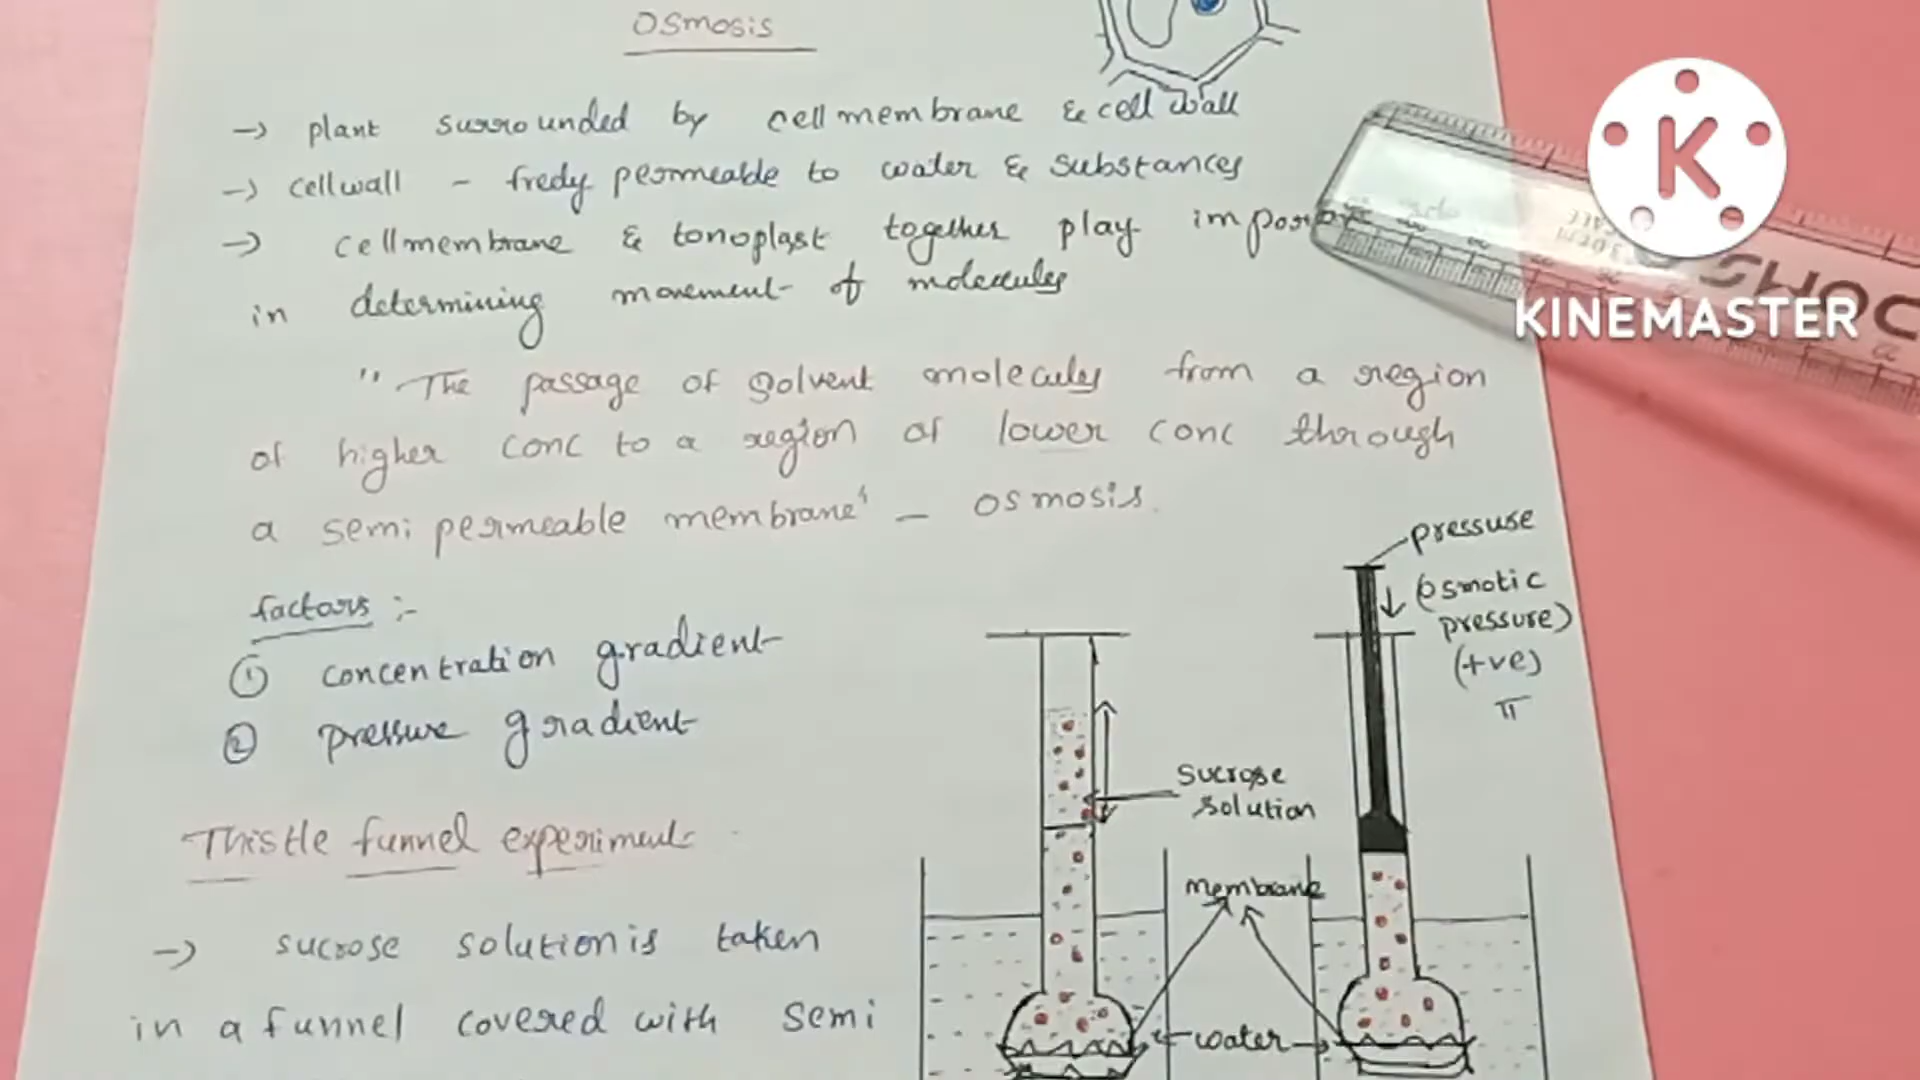 Osmosis
→ plant surrounded by cell membrane & cell wall
→ cellwall - freely permeable to water & substances
→ cellmembrane & tonoplast together play important
in determining movement of molecules
"The passage of solvent molecules from a region
of higher conc to a region of lower conc through
a semi permeable membrane" - osmosis.
factors :-
① concentration gradient
② pressure gradient
Thistle funnel experiment
→ sucrose solution is taken
in a funnel covered with semi
pressure
(osmotic
pressure)
(+ve)
π
sucrose
solution
membrane
water
K
KINEMASTER